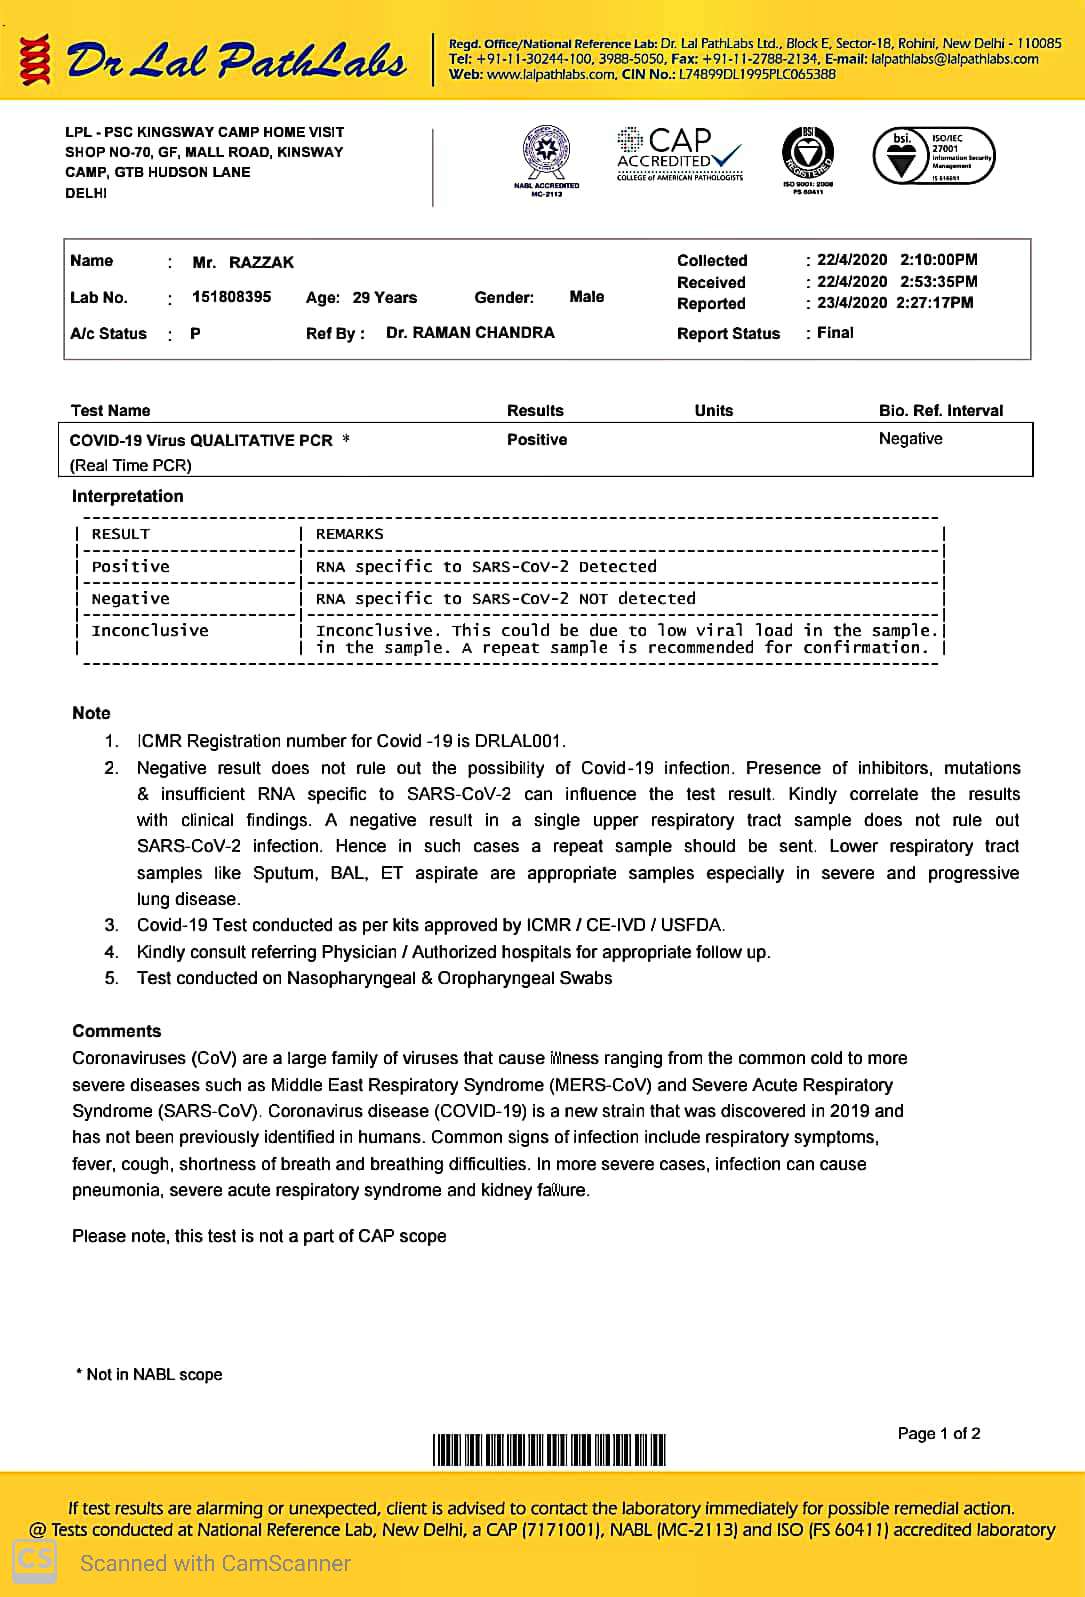 Dr Lal PathLabs
Regd. Office/National Reference Lab: Dr. Lal PathLabs Ltd., Block E, Sector-18, Rohini, New Delhi - 110085
Tel: +91-11-30244-100, 3988-5050, Fax: +91-11-2788-2134, E-mail: lalpathlabs@lalpathlabs.com
Web: www.lalpathlabs.com, CIN No.: L74899DL1995PLC065388
LPL - PSC KINGSWAY CAMP HOME VISIT
SHOP NO-70, GF, MALL ROAD, KINSWAY
CAMP, GTB HUDSON LANE
DELHI
NABL ACCREDITED
MC-2113
CAP
ACCREDITED
COLLEGE of AMERICAN PATHOLOGISTS
BSI
REGISTERED
ISO 9001: 2008
FS 60411
bsi.
ISO/IEC
27001
Information Security
Management
Name : Mr. RAZZAK Collected : 22/4/2020 2:10:00PM
Received : 22/4/2020 2:53:35PM
Lab No. : 151808395 Age: 29 Years Gender: Male Reported : 23/4/2020 2:27:17PM
A/c Status : P Ref By : Dr. RAMAN CHANDRA Report Status : Final
Test Name Results Units Bio. Ref. Interval
COVID-19 Virus QUALITATIVE PCR * Positive Negative
(Real Time PCR)
Interpretation
RESULT REMARKS
Positive RNA specific to SARS-CoV-2 Detected
Negative RNA specific to SARS-CoV-2 NOT detected
Inconclusive Inconclusive. This could be due to low viral load in the sample.
in the sample. A repeat sample is recommended for confirmation.
Note
1. ICMR Registration number for Covid -19 is DRLAL001.
2. Negative result does not rule out the possibility of Covid-19 infection. Presence of inhibitors, mutations
& insufficient RNA specific to SARS-CoV-2 can influence the test result. Kindly correlate the results
with clinical findings. A negative result in a single upper respiratory tract sample does not rule out
SARS-CoV-2 infection. Hence in such cases a repeat sample should be sent. Lower respiratory tract
samples like Sputum, BAL, ET aspirate are appropriate samples especially in severe and progressive
lung disease.
3. Covid-19 Test conducted as per kits approved by ICMR / CE-IVD / USFDA.
4. Kindly consult referring Physician / Authorized hospitals for appropriate follow up.
5. Test conducted on Nasopharyngeal & Oropharyngeal Swabs
Comments
Coronaviruses (CoV) are a large family of viruses that cause illness ranging from the common cold to more
severe diseases such as Middle East Respiratory Syndrome (MERS-CoV) and Severe Acute Respiratory
Syndrome (SARS-CoV). Coronavirus disease (COVID-19) is a new strain that was discovered in 2019 and
has not been previously identified in humans. Common signs of infection include respiratory symptoms,
fever, cough, shortness of breath and breathing difficulties. In more severe cases, infection can cause
pneumonia, severe acute respiratory syndrome and kidney failure.
Please note, this test is not a part of CAP scope
* Not in NABL scope
Page 1 of 2
If test results are alarming or unexpected, client is advised to contact the laboratory immediately for possible remedial action.
@ Tests conducted at National Reference Lab, New Delhi, a CAP (7171001), NABL (MC-2113) and ISO (FS 60411) accredited laboratory
CS Scanned with CamScanner